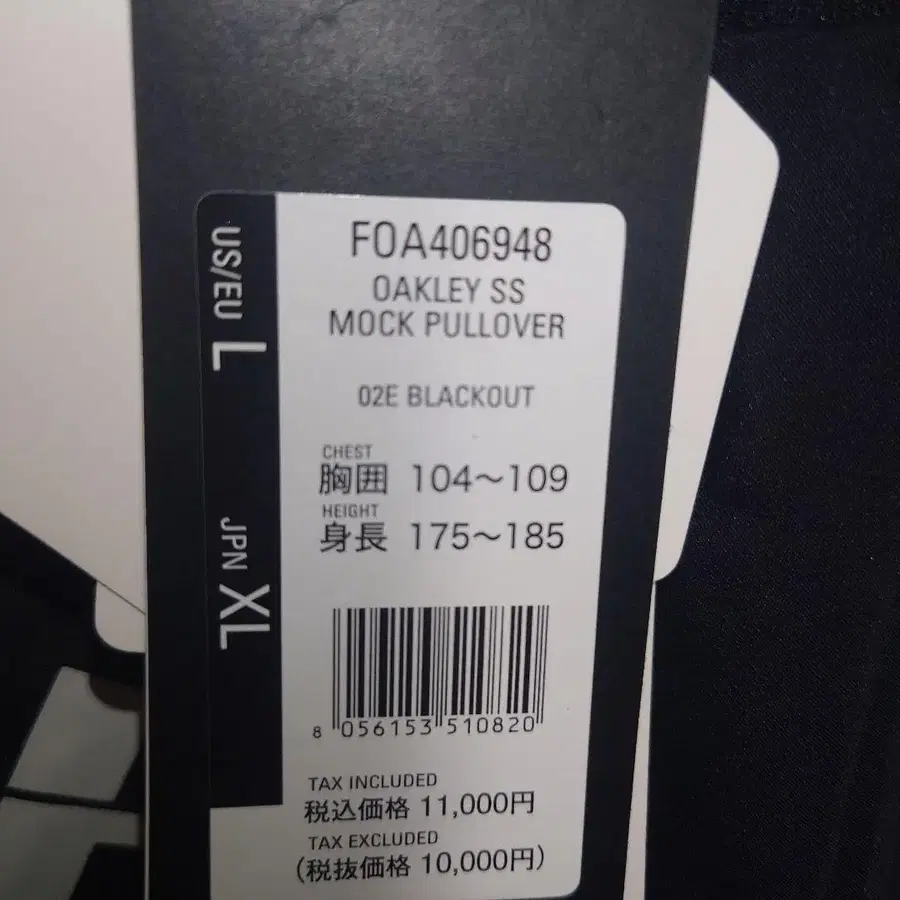 US/EU L
JPN XL
FOA406948
OAKLEY SS
MOCK PULLOVER
02E BLACKOUT
CHEST
胸囲 104～109
HEIGHT
身長 175～185
8 056153 510820
TAX INCLUDED
税込価格 11,000円
TAX EXCLUDED
(税抜価格 10,000円)